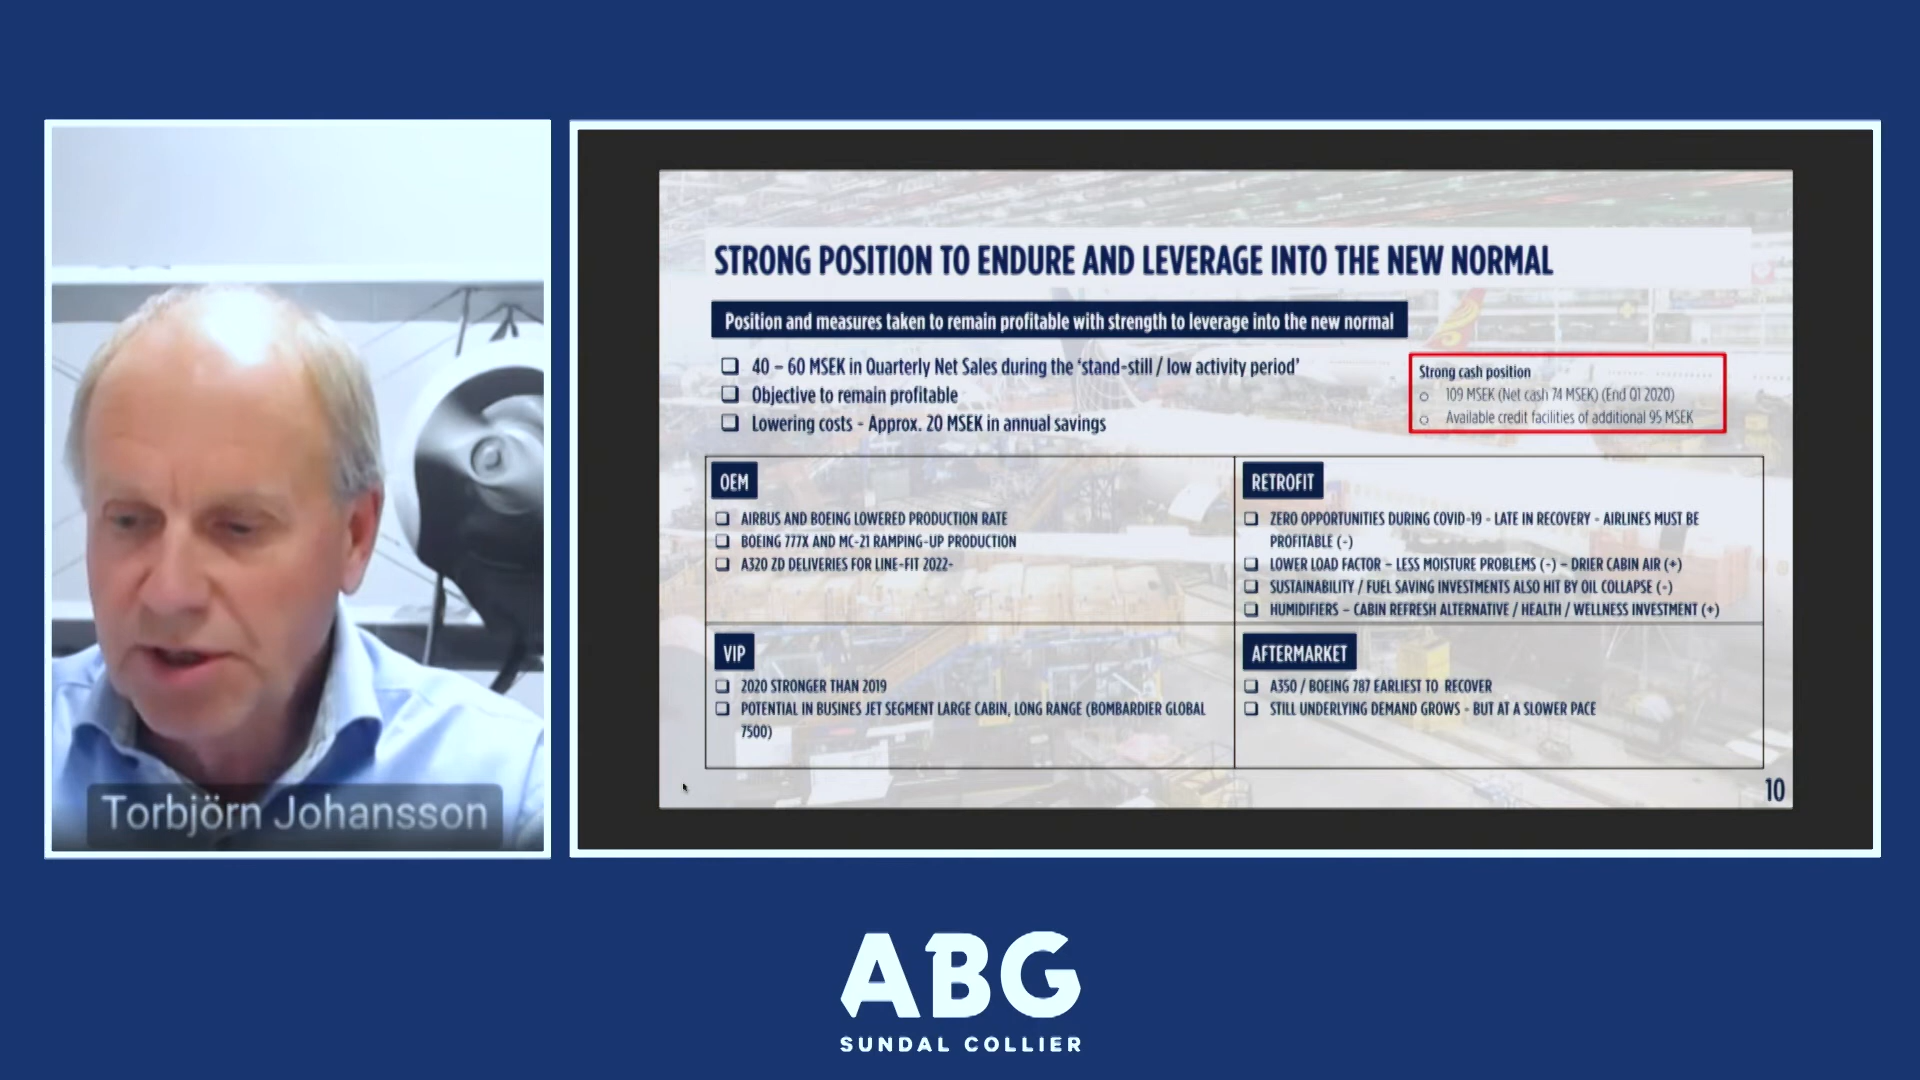 STRONG POSITION TO ENDURE AND LEVERAGE INTO THE NEW NORMAL
Position and measures taken to remain profitable with strength to leverage into the new normal
40 – 60 MSEK in Quarterly Net Sales during the ‘stand-still / low activity period’
Objective to remain profitable
Lowering costs - Approx. 20 MSEK in annual savings
Strong cash position
109 MSEK (Net cash 74 MSEK) (End Q1 2020)
Available credit facilities of additional 95 MSEK
OEM
AIRBUS AND BOEING LOWERED PRODUCTION RATE
BOEING 777X AND MC-21 RAMPING-UP PRODUCTION
A320 ZD DELIVERIES FOR LINE-FIT 2022-
RETROFIT
ZERO OPPORTUNITIES DURING COVID-19 - LATE IN RECOVERY - AIRLINES MUST BE
PROFITABLE (-)
LOWER LOAD FACTOR – LESS MOISTURE PROBLEMS (-) – DRIER CABIN AIR (+)
SUSTAINABILITY / FUEL SAVING INVESTMENTS ALSO HIT BY OIL COLLAPSE (-)
HUMIDIFIERS – CABIN REFRESH ALTERNATIVE / HEALTH / WELLNESS INVESTMENT (+)
VIP
2020 STRONGER THAN 2019
POTENTIAL IN BUSINES JET SEGMENT LARGE CABIN, LONG RANGE (BOMBARDIER GLOBAL
7500)
AFTERMARKET
A350 / BOEING 787 EARLIEST TO RECOVER
STILL UNDERLYING DEMAND GROWS - BUT AT A SLOWER PACE
10
Torbjörn Johansson
ABG
SUNDAL COLLIER